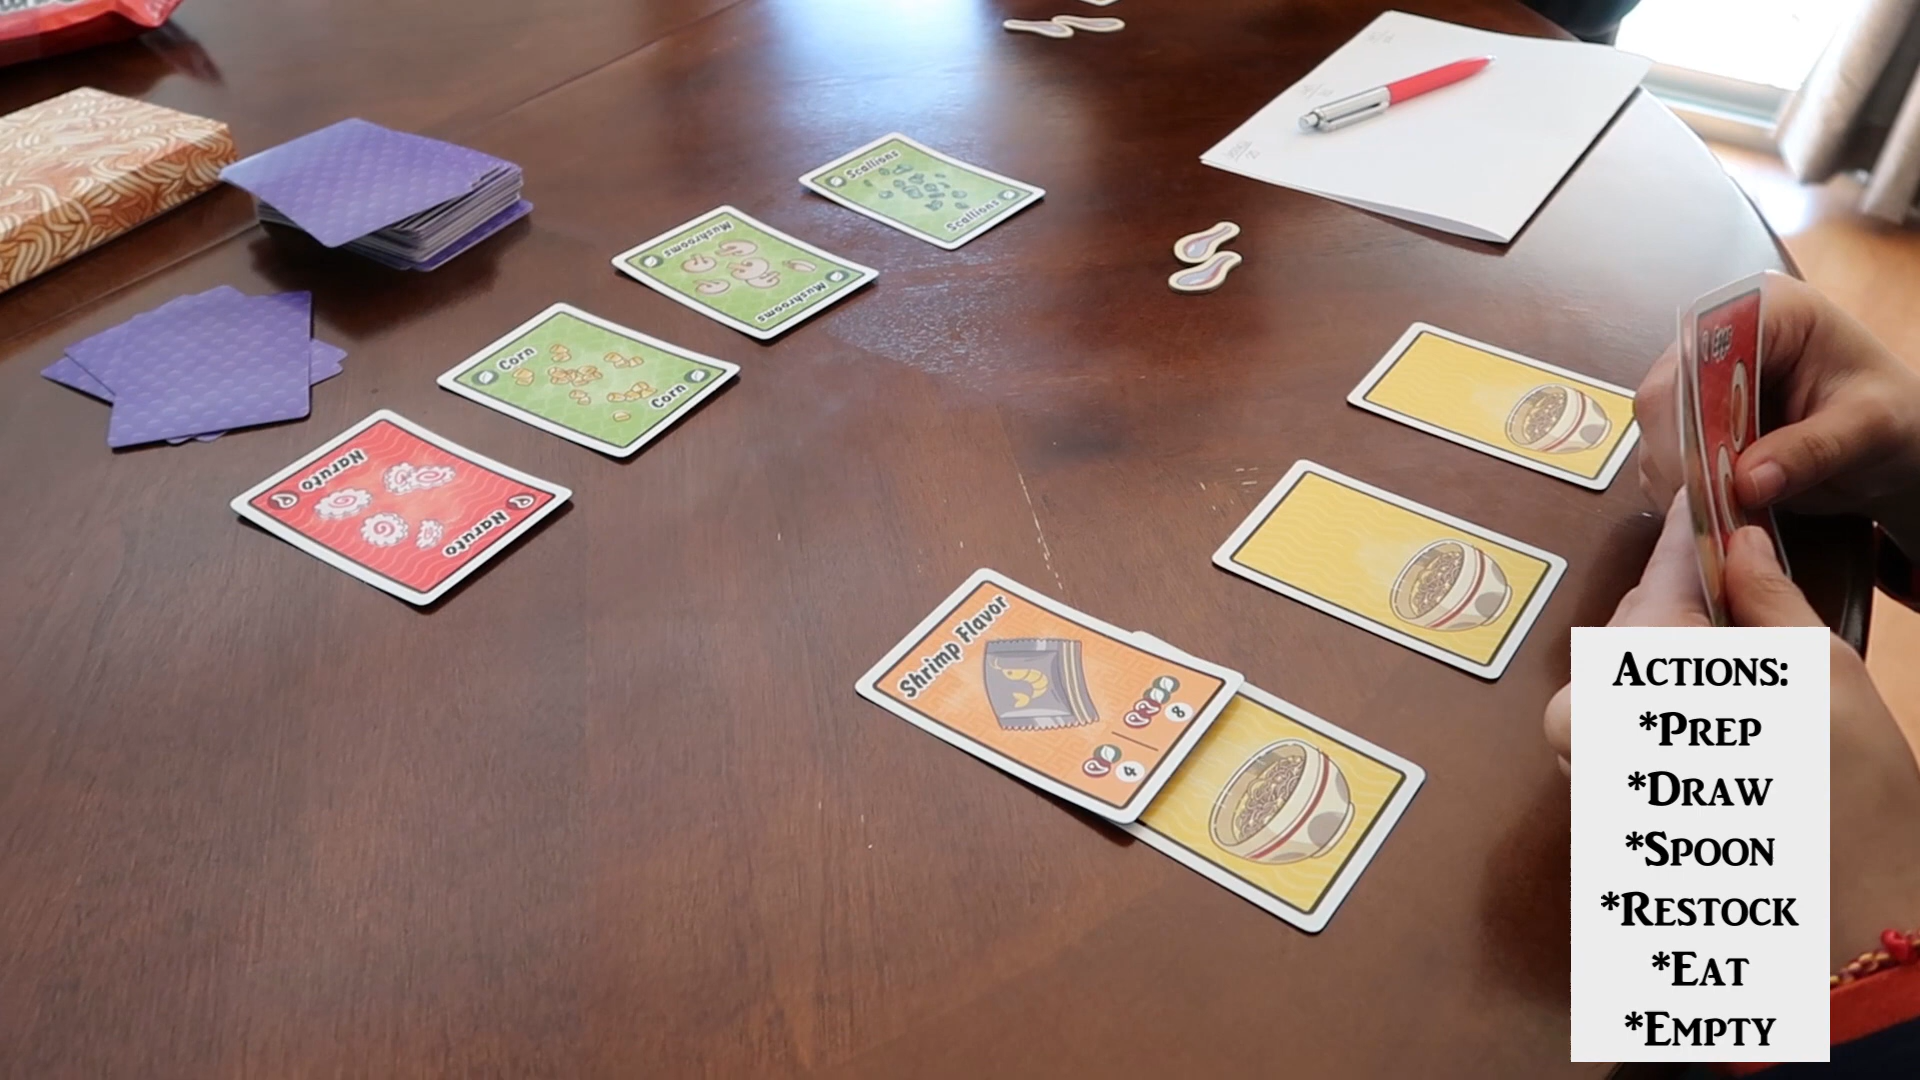 Scallions
Scallions
Mushrooms
Mushrooms
Corn
Corn
Naruto
Naruto
Eggs
Shrimp Flavor
8
4
ACTIONS:
*PREP
*DRAW
*SPOON
*RESTOCK
*EAT
*EMPTY